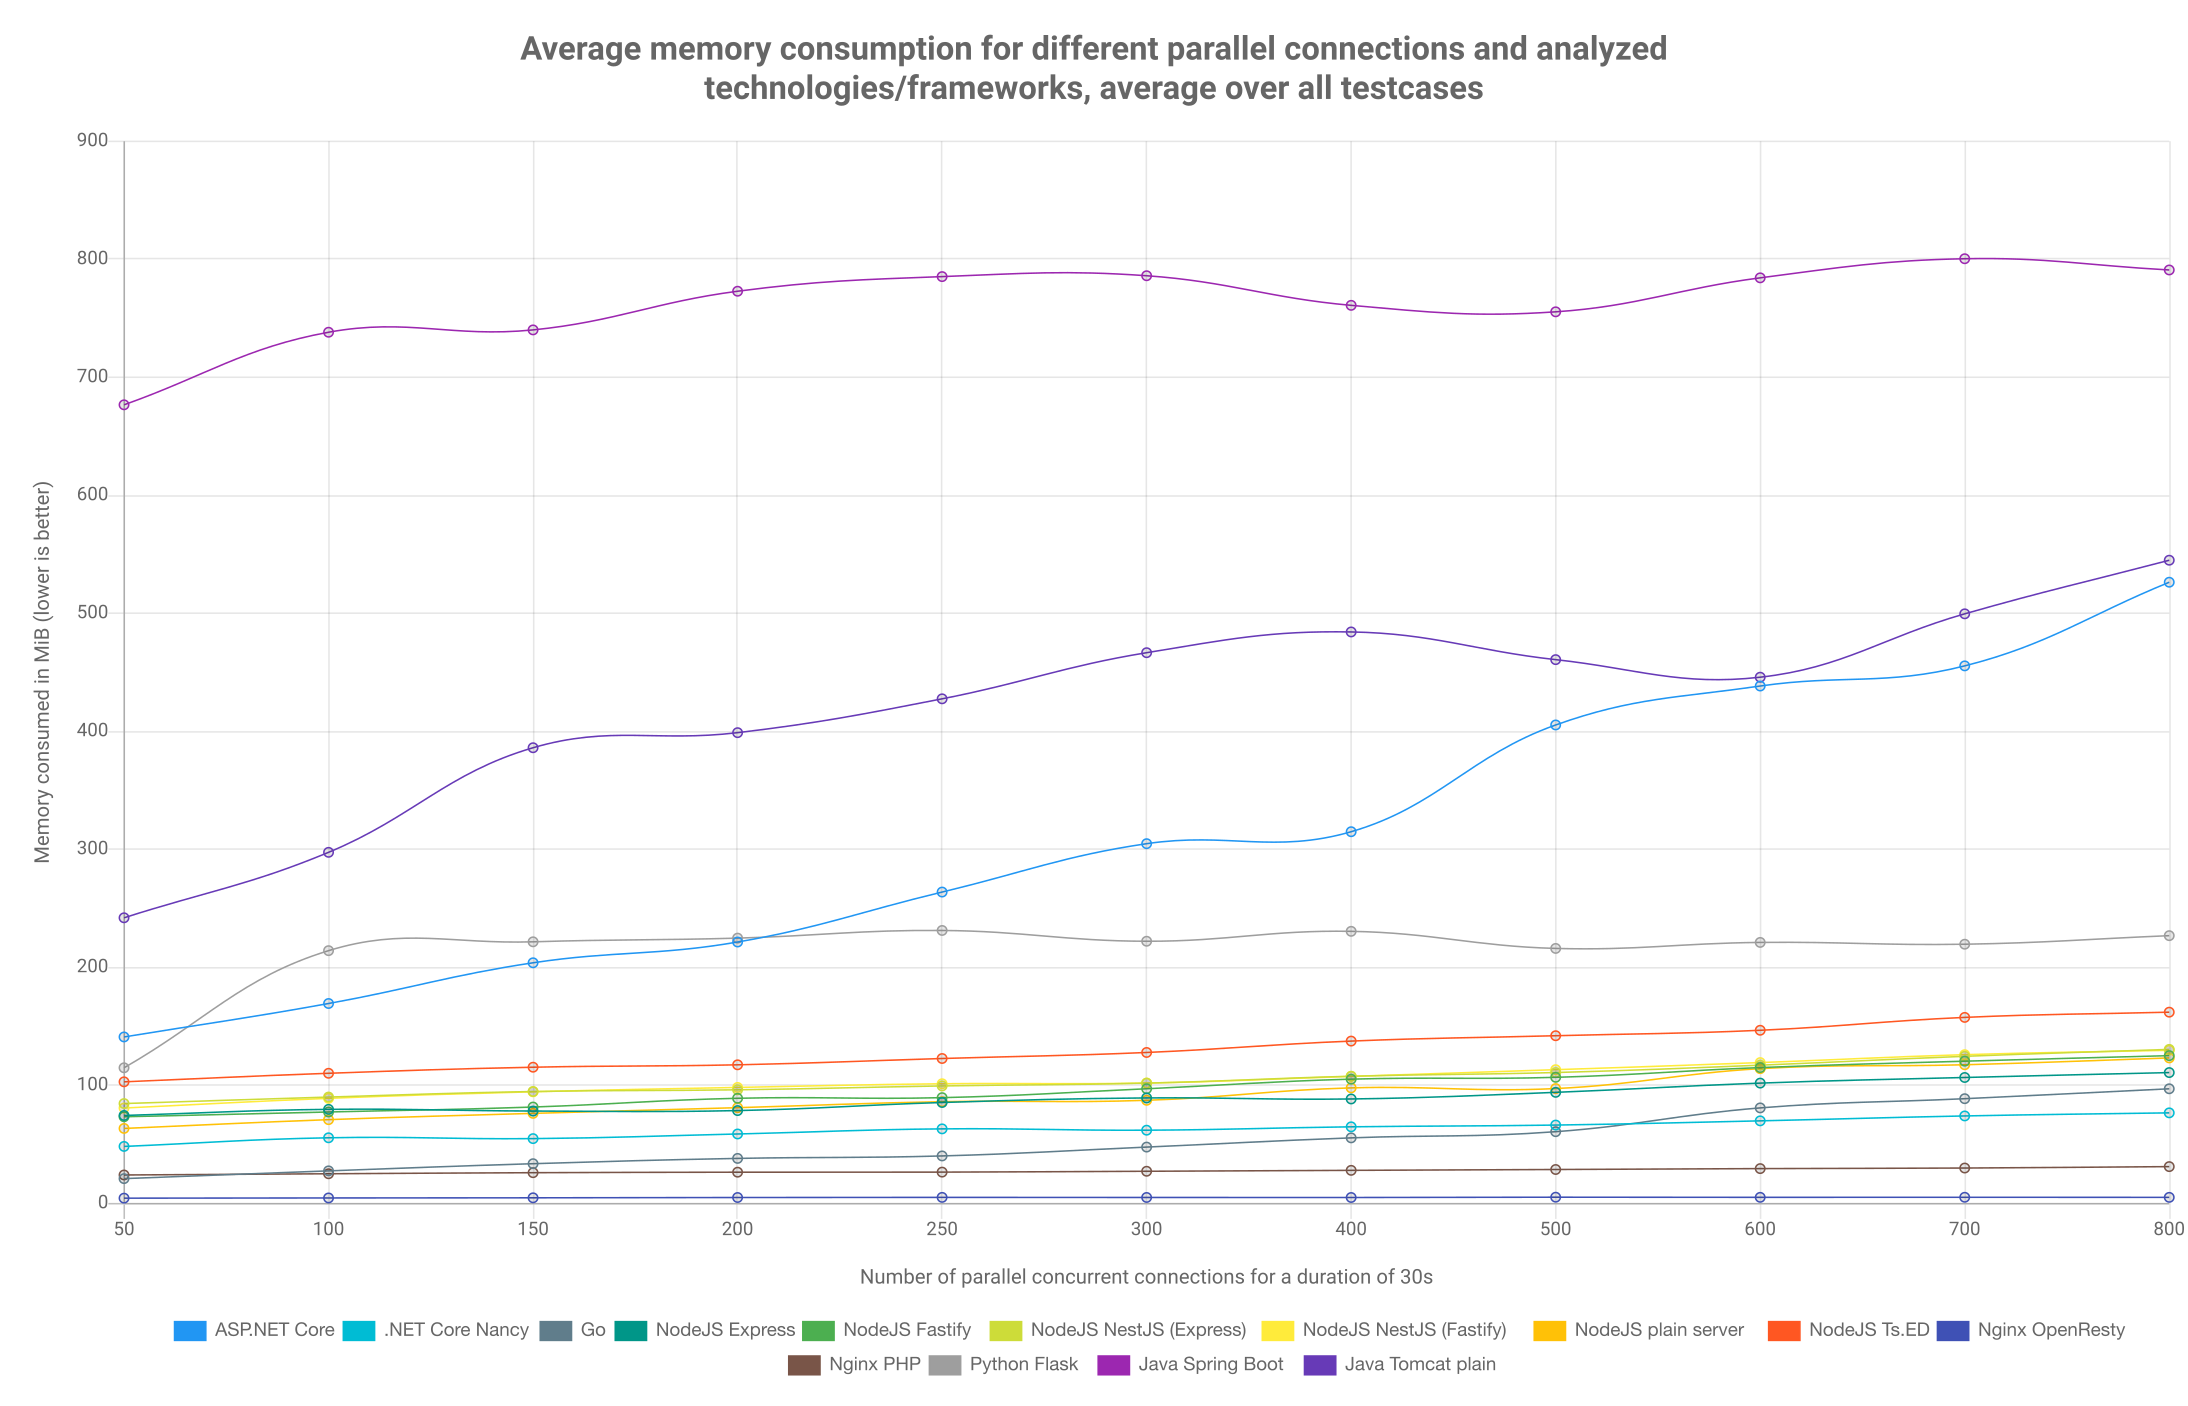 Average memory consumption for different parallel connections and analyzed
technologies/frameworks, average over all testcases
900
800
700
600
500
400
300
200
100
0
Memory consumed in MiB (lower is better)
50 100 150 200 250 300 400 500 600 700 800
Number of parallel concurrent connections for a duration of 30s
ASP.NET Core .NET Core Nancy Go NodeJS Express NodeJS Fastify NodeJS NestJS (Express) NodeJS NestJS (Fastify) NodeJS plain server NodeJS Ts.ED Nginx OpenResty
Nginx PHP Python Flask Java Spring Boot Java Tomcat plain